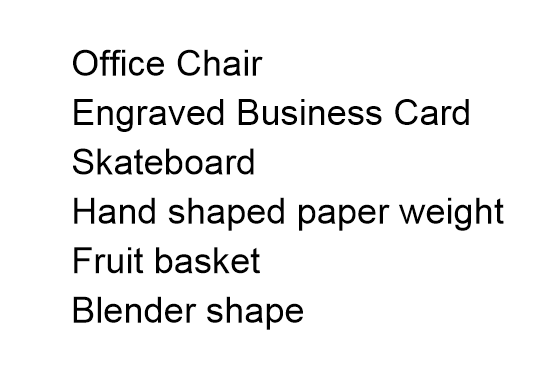 Office Chair
Engraved Business Card
Skateboard
Hand shaped paper weight
Fruit basket
Blender shape